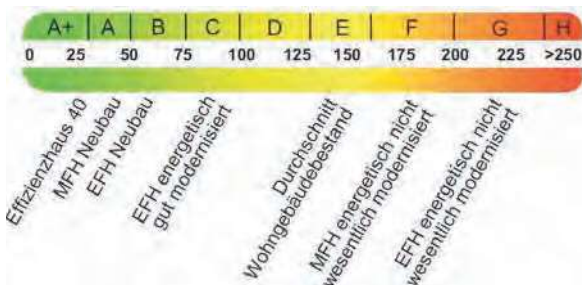 A+ A B C D E F G H
0 25 50 75 100 125 150 175 200 225 >250
Effizienzhaus 40
MFH Neubau
EFH Neubau
EFH energetisch
gut modernisiert
Durchschnitt
Wohngebäudebestand
MFH energetisch nicht
wesentlich modernisiert
EFH energetisch nicht
wesentlich modernisiert